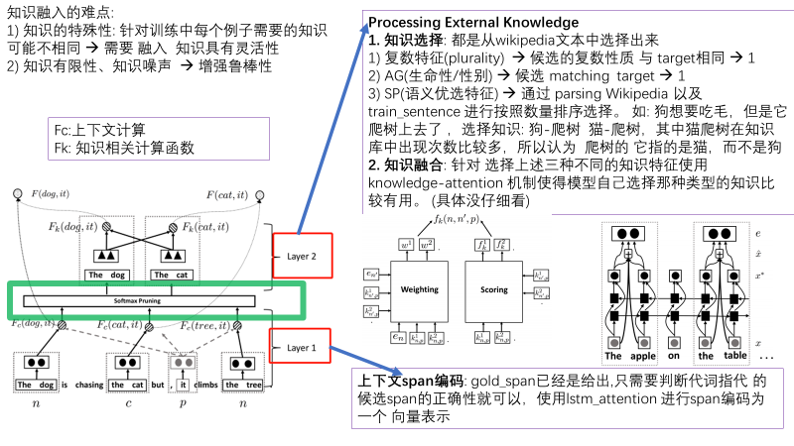 知识融入的难点:
1) 知识的特殊性: 针对训练中每个例子需要的知识
可能不相同 → 需要 融入 知识具有灵活性
2) 知识有限性、知识噪声 → 增强鲁棒性
Fc:上下文计算
Fk: 知识相关计算函数
Processing External Knowledge
1. 知识选择: 都是从wikipedia文本中选择出来
1) 复数特征(plurality) → 候选的复数性质 与 target相同 → 1
2) AG(生命性/性别) → 候选 matching target → 1
3) SP(语义优选特征) → 通过 parsing Wikipedia 以及
train_sentence 进行按照数量排序选择。 如: 狗想要吃毛，但是它
爬树上去了 ，选择知识: 狗-爬树 猫-爬树，其中猫爬树在知识
库中出现次数比较多，所以认为 爬树的 它指的是猫，而不是狗
2. 知识融合: 针对 选择上述三种不同的知识特征使用
knowledge-attention 机制使得模型自己选择那种类型的知识比
较有用。 (具体没仔细看)
F(dog, it) F(cat, it)
F_k(dog, it) F_k(cat, it)
The dog The cat
Layer 2
Softmax Pruning
F_c(dog, it) F_c(cat, it) F_c(tree, it)
Layer 1
The dog is chasing the cat but , it climbs the tree
n c p n
f_k(n, n', p)
w^1 w^2 f_k^1 f_k^2
e_{n'}
Weighting Scoring
e_n
e
x̂
x*
x
The apple on the table ...
上下文span编码: gold_span已经是给出,只需要判断代词指代 的
候选span的正确性就可以，使用lstm_attention 进行span编码为
一个 向量表示